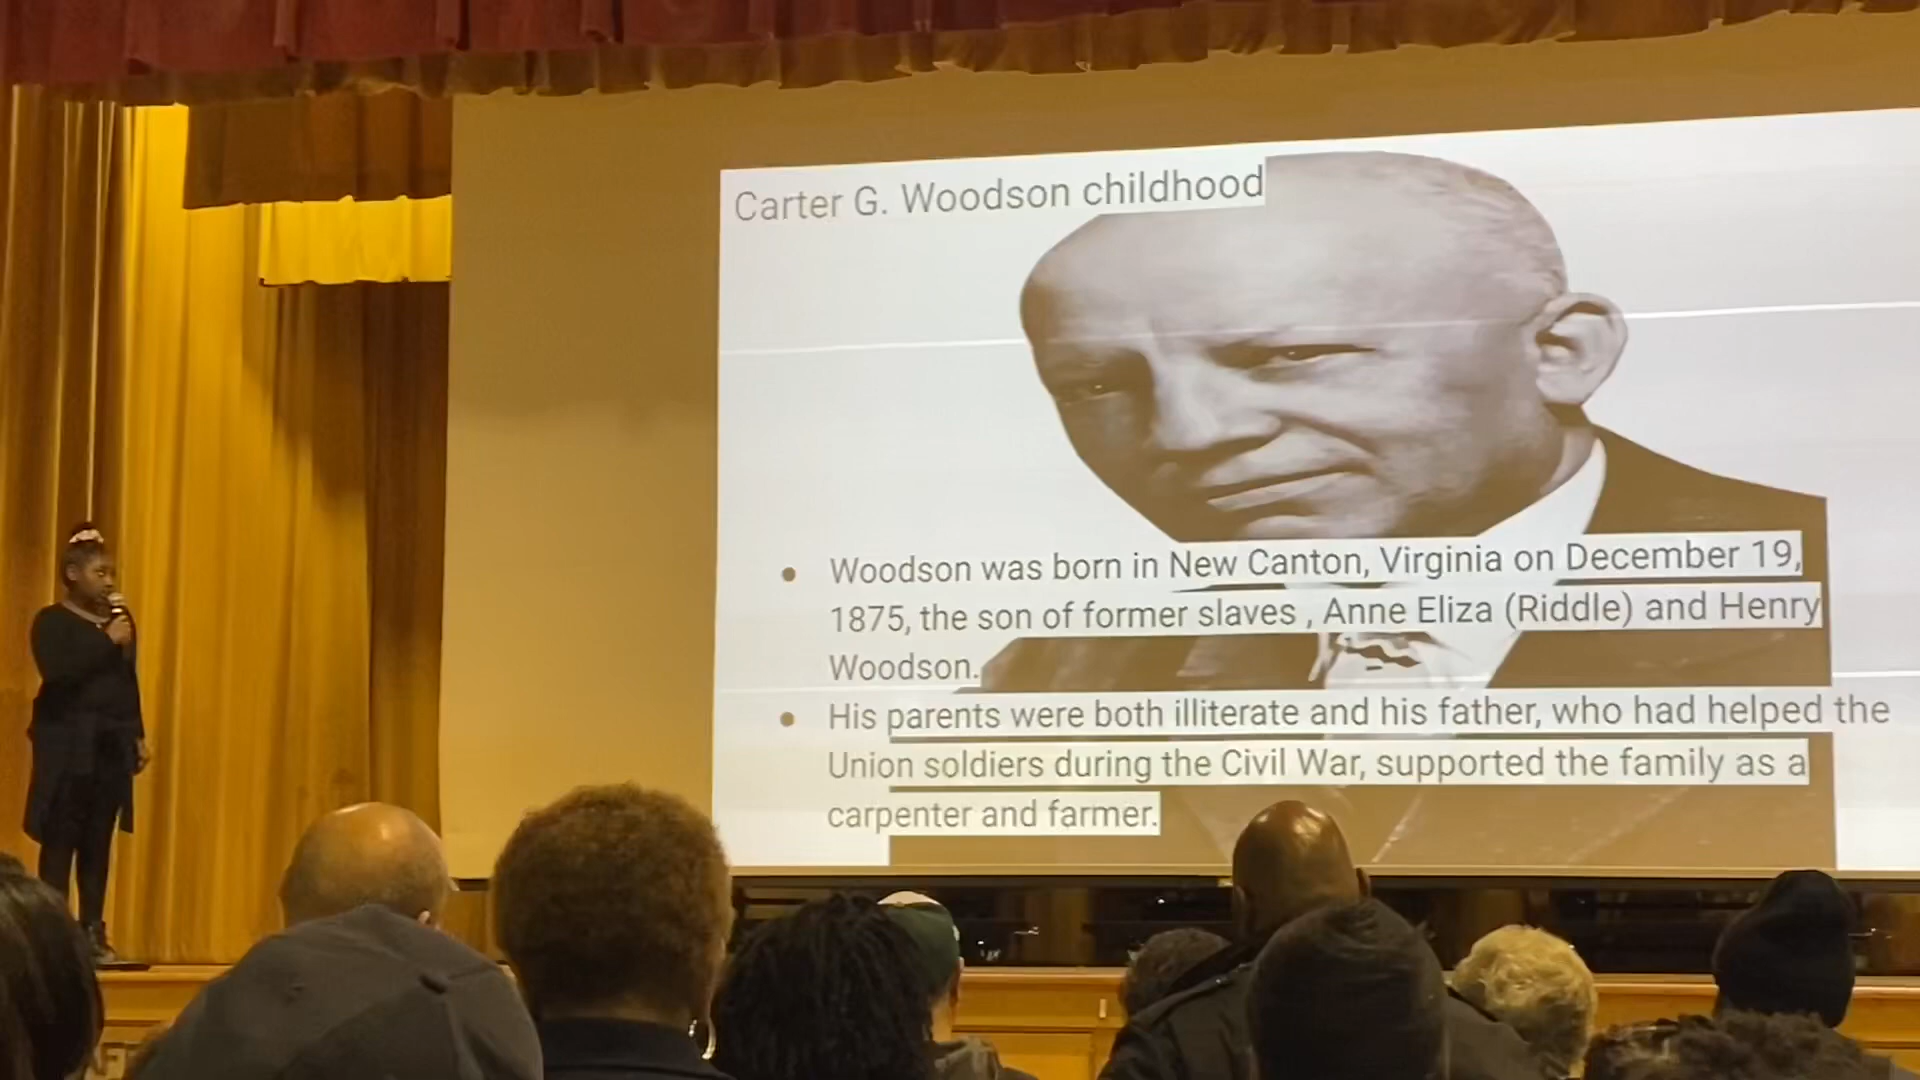 Carter G. Woodson childhood
● Woodson was born in New Canton, Virginia on December 19,
1875, the son of former slaves , Anne Eliza (Riddle) and Henry
Woodson.
● His parents were both illiterate and his father, who had helped the
Union soldiers during the Civil War, supported the family as a
carpenter and farmer.